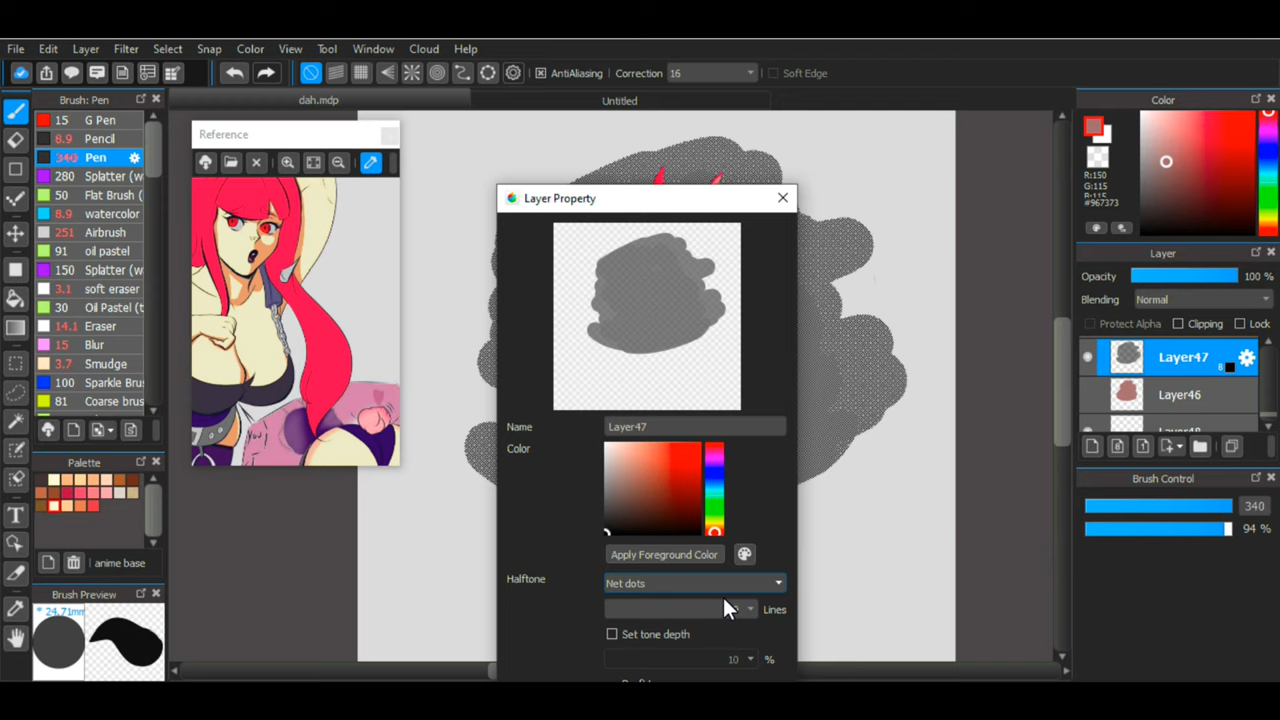 File Edit Layer Filter Select Snap Color View Tool Window Cloud Help
AntiAliasing Correction 16 Soft Edge
Brush: Pen
dah.mdp Untitled
Color
15 G Pen
8.9 Pencil
340 Pen
280 Splatter (w
50 Flat Brush (
8.9 watercolor
251 Airbrush
91 oil pastel
150 Splatter (w
3.1 soft eraser
30 Oil Pastel (t
14.1 Eraser
15 Blur
3.7 Smudge
100 Sparkle Bru
81 Coarse brus
Palette
anime base
Brush Preview
* 24.71mm
Reference
Layer Property
Name Layer47
Color
Apply Foreground Color
Halftone Net dots
Lines
Set tone depth
10 %
R:150
G:115
B:115
#967373
Layer
Opacity 100 %
Blending Normal
Protect Alpha Clipping Lock
Layer47
8
Layer46
Brush Control
340
94 %